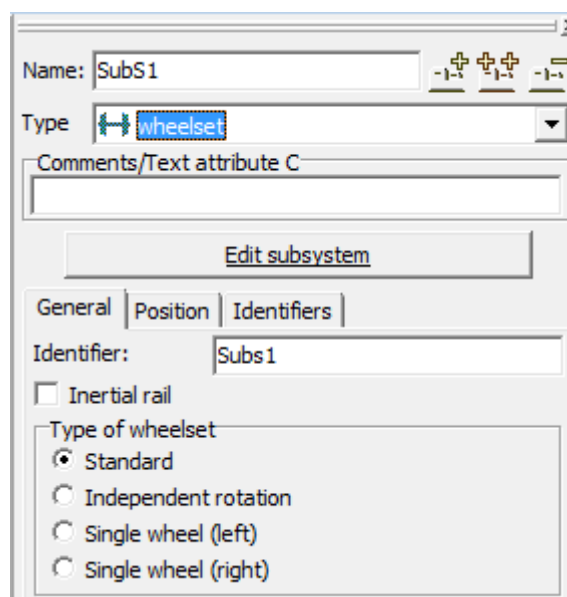 Name: SubS1
Type wheelset
Comments/Text attribute C
Edit subsystem
General Position Identifiers
Identifier: Subs1
Inertial rail
Type of wheelset
Standard
Independent rotation
Single wheel (left)
Single wheel (right)